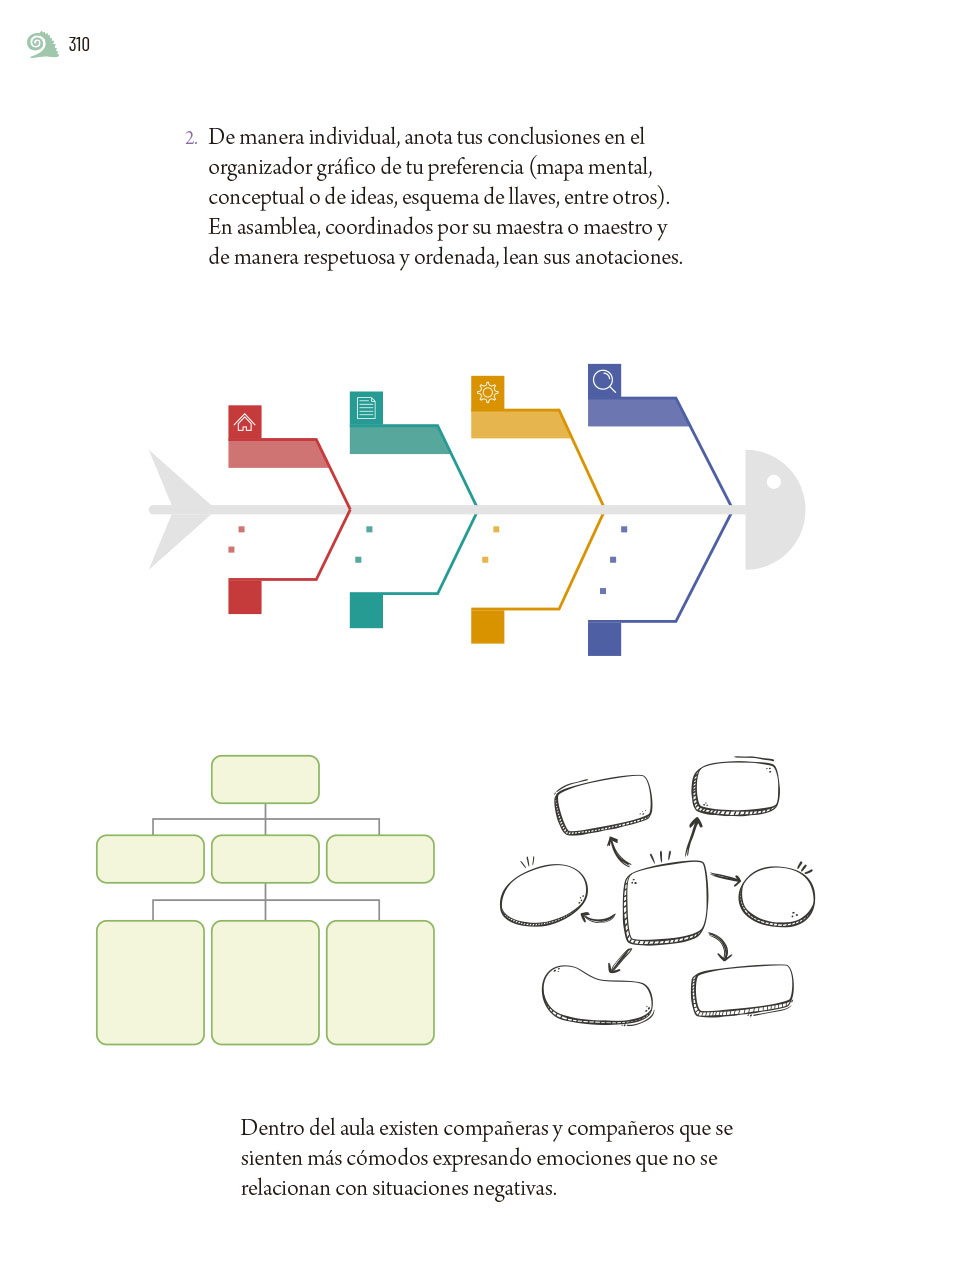 310
2. De manera individual, anota tus conclusiones en el
organizador gráfico de tu preferencia (mapa mental,
conceptual o de ideas, esquema de llaves, entre otros).
En asamblea, coordinados por su maestra o maestro y
de manera respetuosa y ordenada, lean sus anotaciones.
Dentro del aula existen compañeras y compañeros que se
sienten más cómodos expresando emociones que no se
relacionan con situaciones negativas.